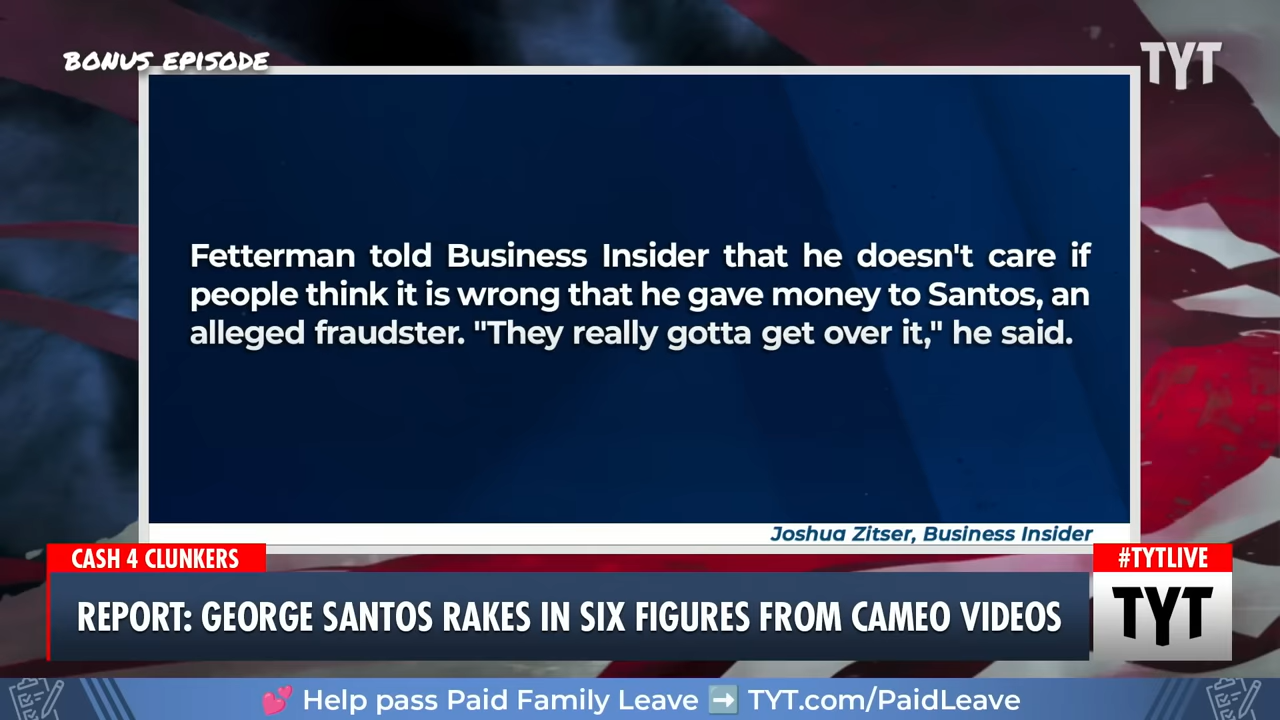 BONUS EPISODE
TYT
Fetterman told Business Insider that he doesn't care if
people think it is wrong that he gave money to Santos, an
alleged fraudster. "They really gotta get over it," he said.
Joshua Zitser, Business Insider
CASH 4 CLUNKERS
#TYTLIVE
REPORT: GEORGE SANTOS RAKES IN SIX FIGURES FROM CAMEO VIDEOS
TYT
💕 Help pass Paid Family Leave ➡️ TYT.com/PaidLeave